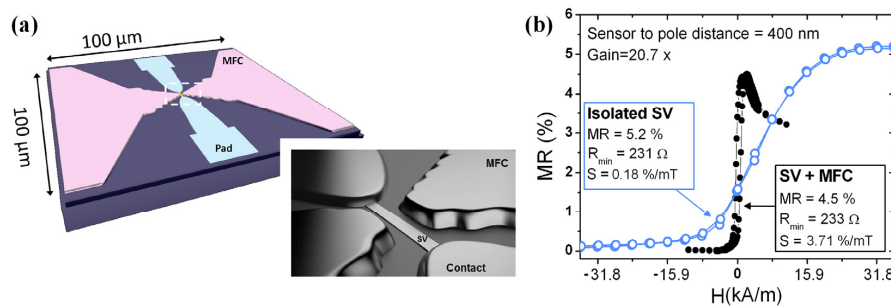 (a)
100 µm
100 µm
MFC
Pad
MFC
SV
Contact
(b)
MR (%)
6
5
4
3
2
1
0
Sensor to pole distance = 400 nm
Gain=20.7 x
Isolated SV
MR = 5.2 %
Rmin = 231 Ω
S = 0.18 %/mT
SV + MFC
MR = 4.5 %
Rmin = 233 Ω
S = 3.71 %/mT
-31.8 -15.9 0 15.9 31.8
H(kA/m)